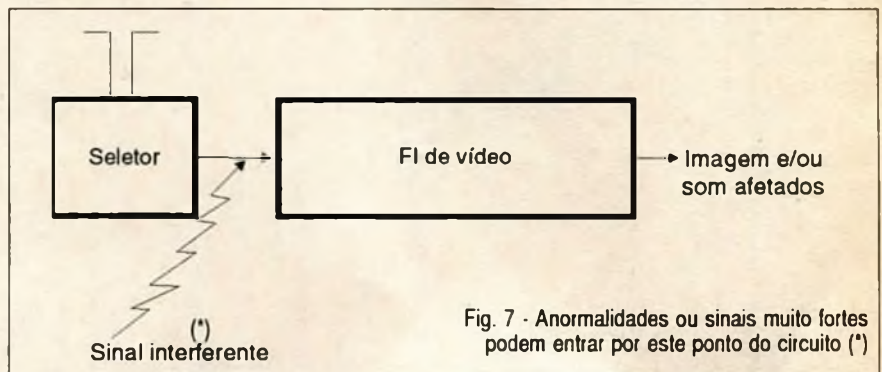 Seletor
FI de vídeo
Imagem e/ou
som afetados
(*)
Sinal interferente
Fig. 7 - Anormalidades ou sinais muito fortes
podem entrar por este ponto do circuito (*)